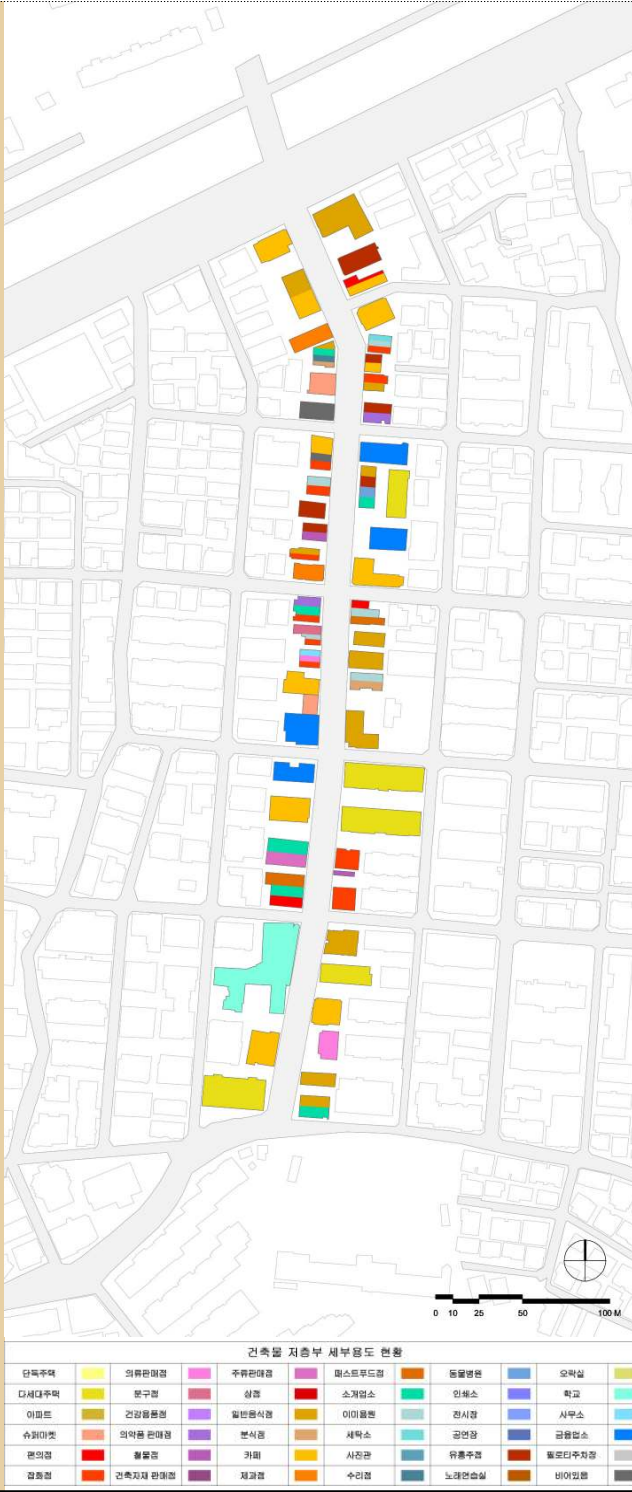 0 10 25 50 100 M
건축물 저층부 세부용도 현황
단독주택 의류판매점 주류판매점 패스트푸드점 동물병원 오락실
다세대주택 문구점 상점 소개업소 인쇄소 학교
아파트 건강용품점 일반음식점 이미용원 전시장 사무소
슈퍼마켓 의약품 판매점 분식점 세탁소 공연장 금융업소
편의점 철물점 카페 사진관 유흥주점 필로티주차장
잡화점 건축자재 판매점 제과점 수리점 노래연습실 비어있음